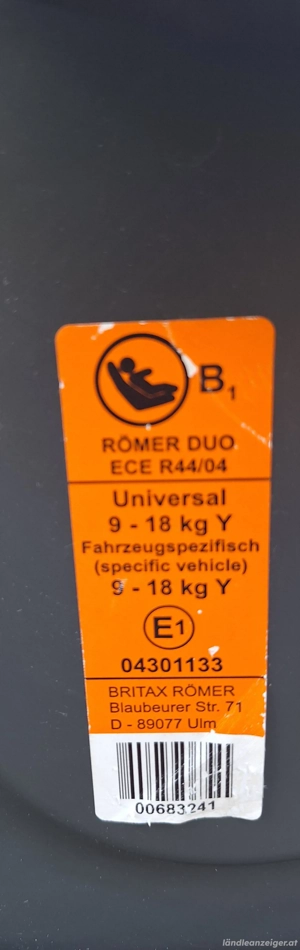 B1
RÖMER DUO
ECE R44/04
Universal
9 - 18 kg Y
Fahrzeugspezifisch
(specific vehicle)
9 - 18 kg Y
E1
04301133
BRITAX RÖMER
Blaubeurer Str. 71
D - 89077 Ulm
00683241
ländleanzeiger.at